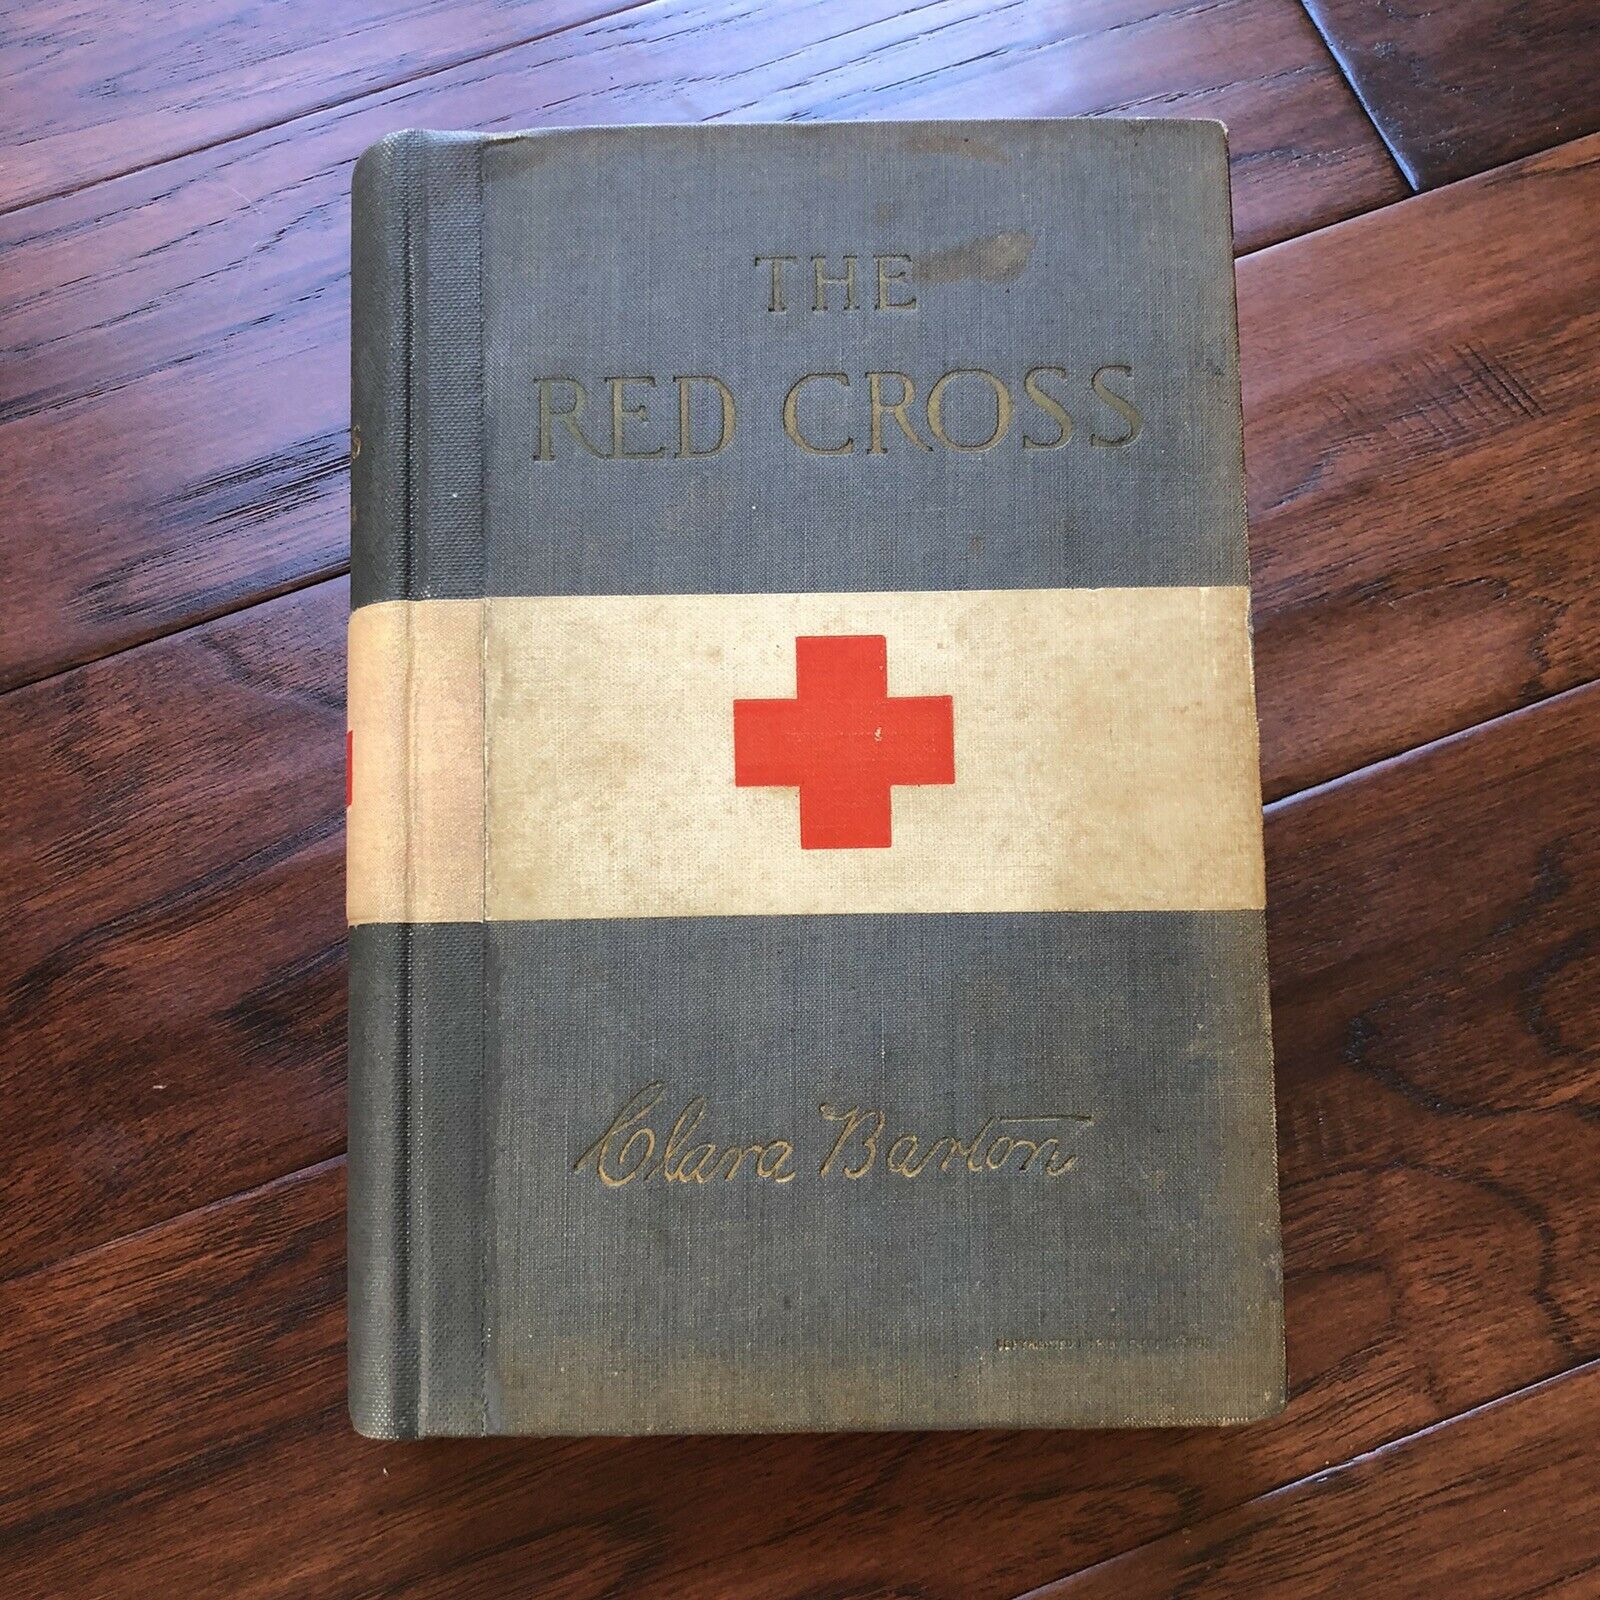 THE
RED CROSS
Clara Barton